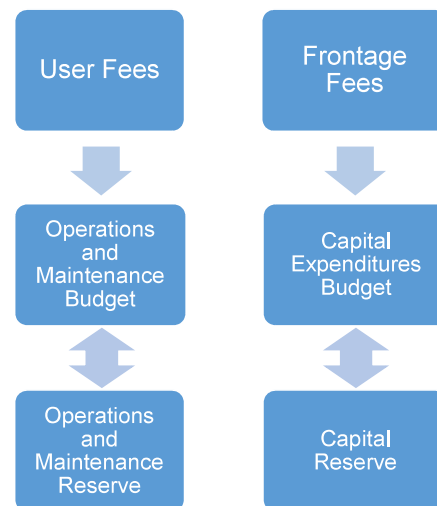 User Fees
Frontage
Fees
Operations
and
Maintenance
Budget
Capital
Expenditures
Budget
Operations
and
Maintenance
Reserve
Capital
Reserve